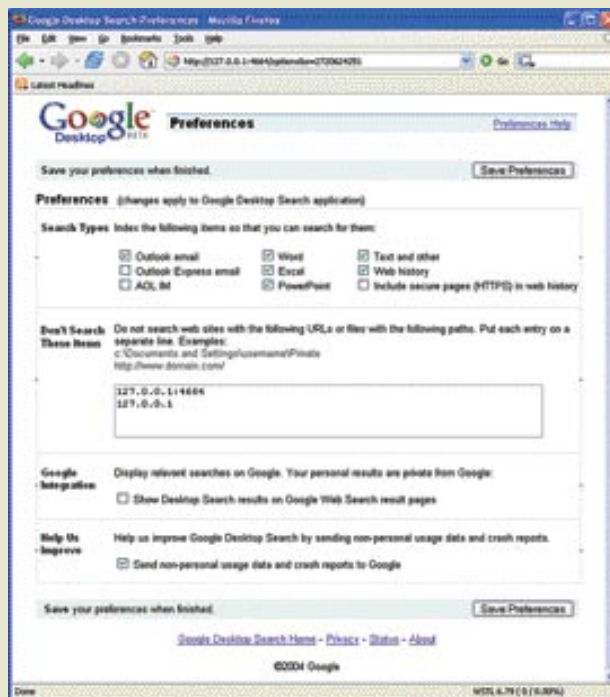 Google Desktop Search Preferences - Mozilla Firefox
File Edit View Go Bookmarks Tools Help
http://127.0.0.1:4664/ Go
Latest Headlines
Google Desktop BETA Preferences Preferences Help
Save your preferences when finished. Save Preferences
Preferences (changes apply to Google Desktop Search application)
Search Types Index the following items so that you can search for them:
Outlook email Word Text and other
Outlook Express email Excel Web history
AOL IM PowerPoint Include secure pages (HTTPS) in web history
Don't Search These Items
Do not search web sites with the following URLs or files with the following paths. Put each entry on a
separate line. Examples:
c:\Documents and Settings\username\Private
http://www.domain.com/
127.0.0.1:4664
127.0.0.1
Google Integration
Display relevant searches on Google. Your personal results are private from Google:
Show Desktop Search results on Google Web Search result pages
Help Us Improve
Help us improve Google Desktop Search by sending non-personal usage data and crash reports.
Send non-personal usage data and crash reports to Google
Save your preferences when finished. Save Preferences
Google Desktop Search Home - Privacy - Status - About
©2004 Google
Done